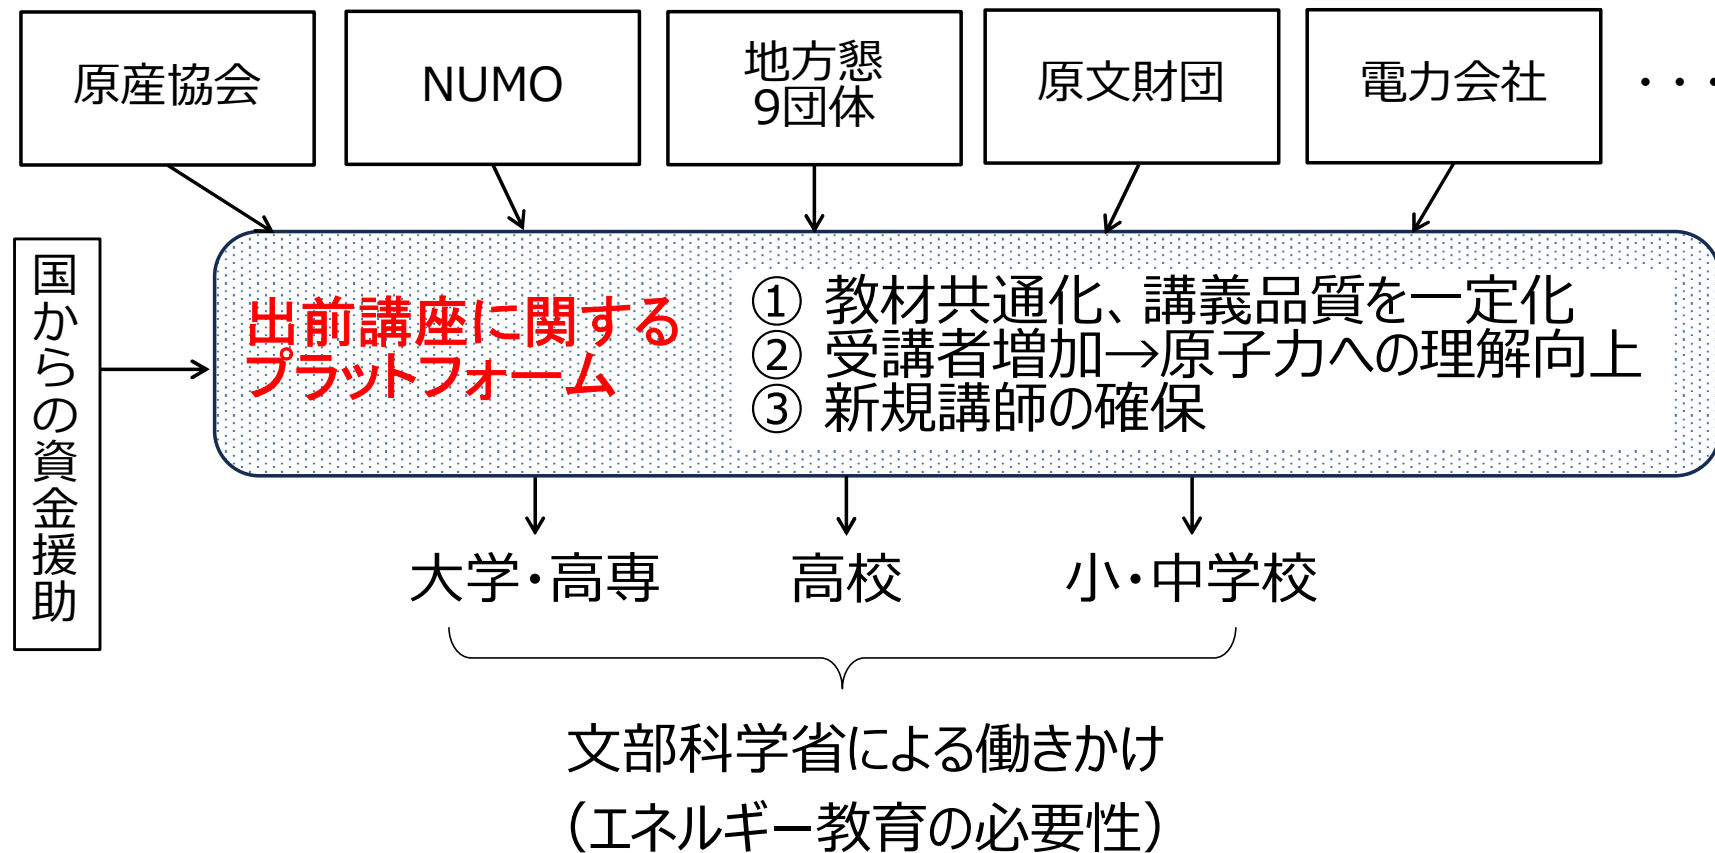 原産協会
NUMO
地方懇
9団体
原文財団
電力会社
・・・
国からの資金援助
出前講座に関する
プラットフォーム
① 教材共通化、講義品質を一定化
② 受講者増加→原子力への理解向上
③ 新規講師の確保
大学・高専
高校
小・中学校
文部科学省による働きかけ
（エネルギー教育の必要性）